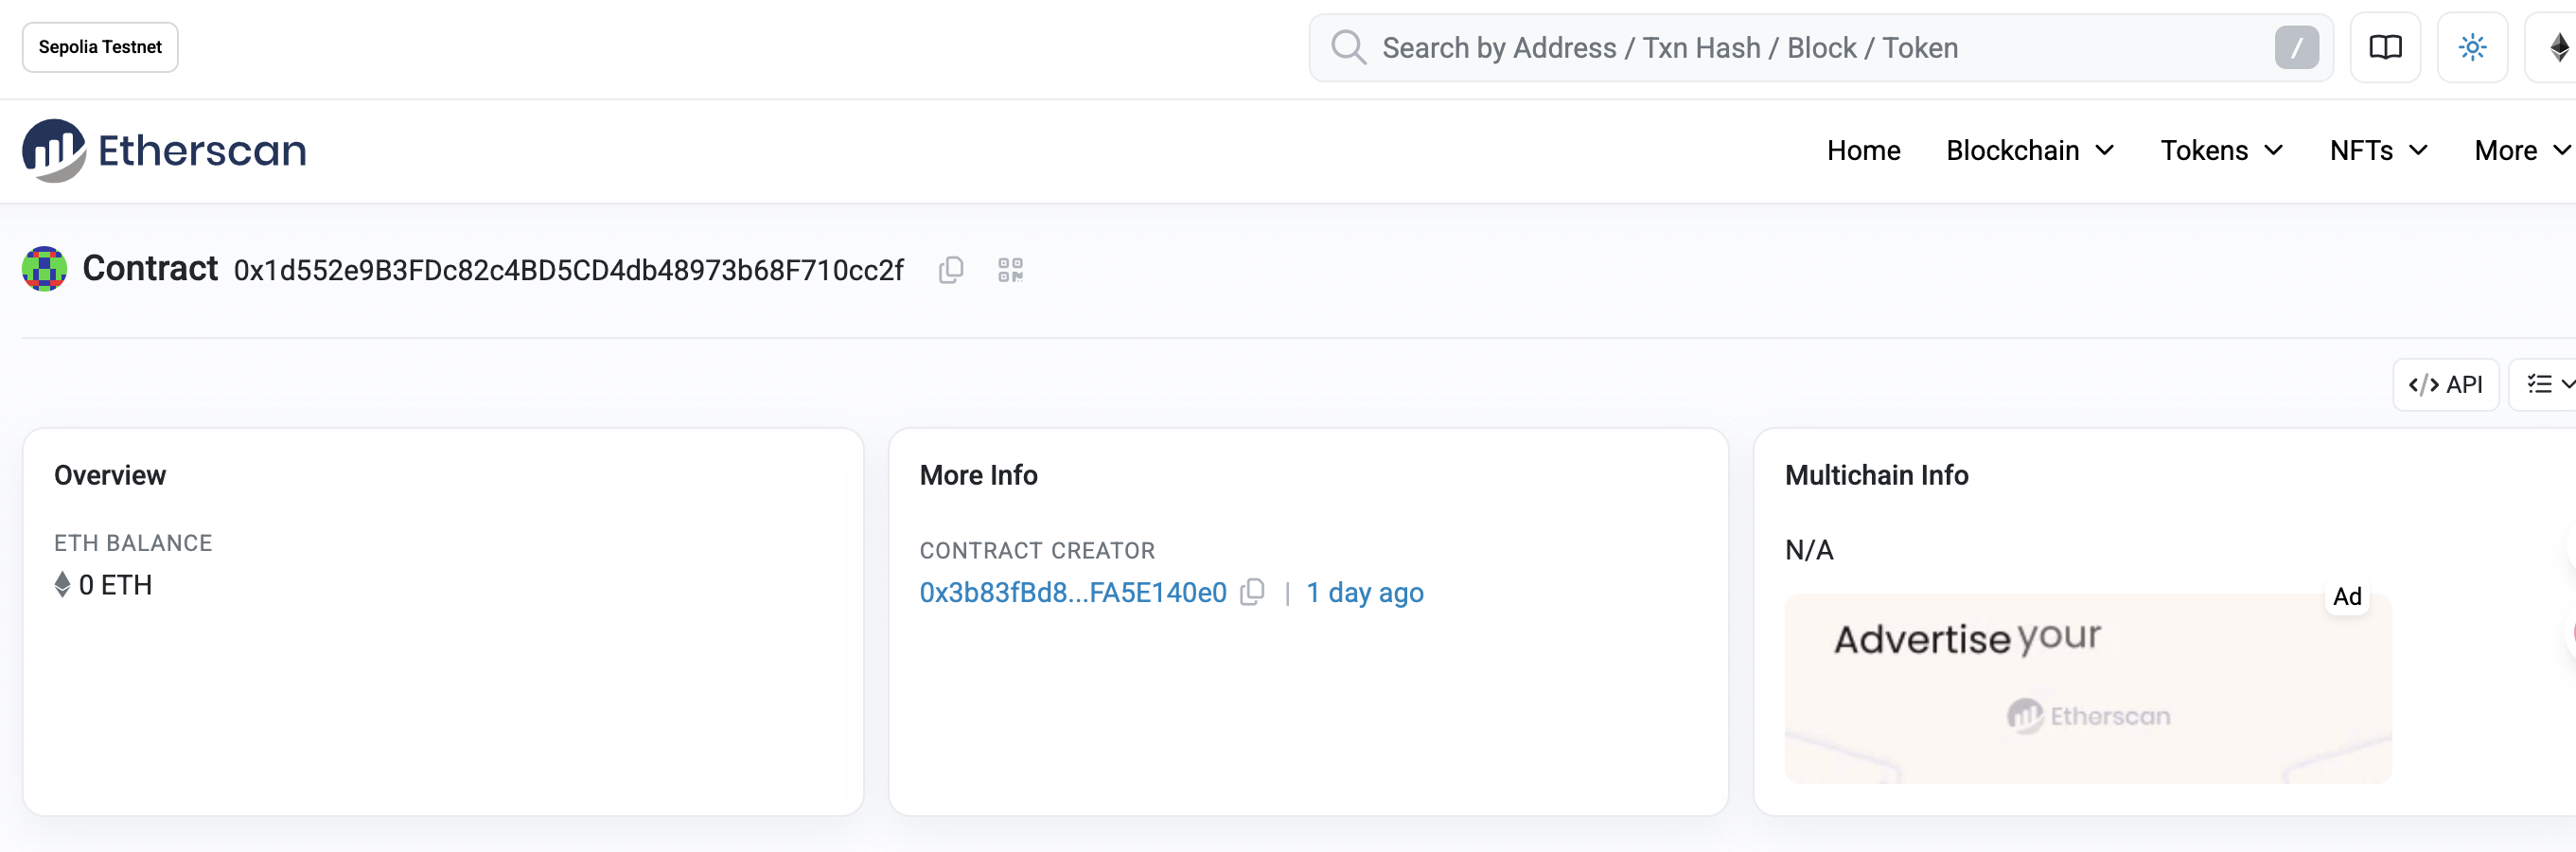 Sepolia Testnet
Search by Address / Txn Hash / Block / Token
/
Etherscan
Home
Blockchain
Tokens
NFTs
More
Contract 0x1d552e9B3FDc82c4BD5CD4db48973b68F710cc2f
API
Overview
ETH BALANCE
0 ETH
More Info
CONTRACT CREATOR
0x3b83fBd8...FA5E140e0 | 1 day ago
Multichain Info
N/A
Ad
Advertise your
Etherscan